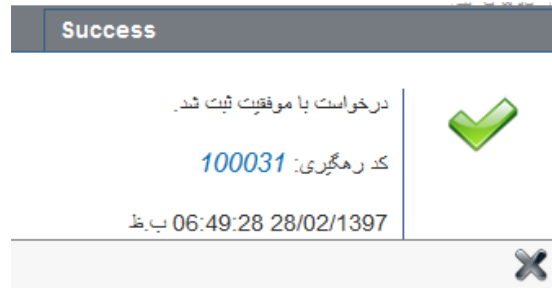 Success
درخواست با موفقیت ثبت شد.
کد رهگیری: 100031
06:49:28 28/02/1397 ب.ظ